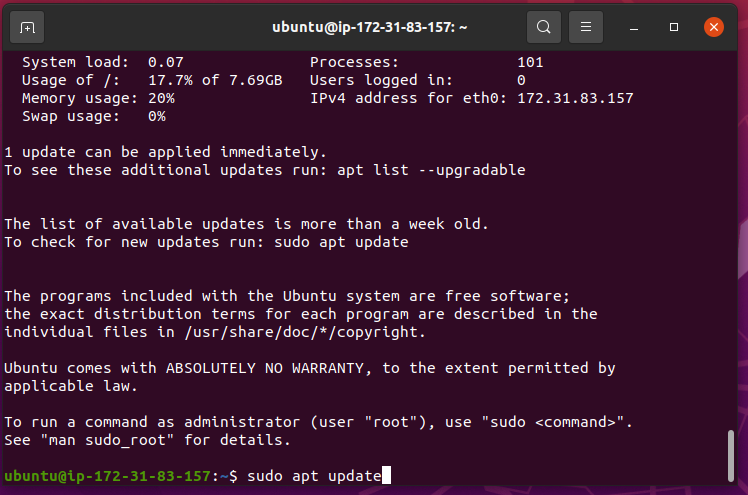 ubuntu@ip-172-31-83-157: ~
System load:  0.07              Processes:             101
Usage of /:   17.7% of 7.69GB   Users logged in:       0
Memory usage: 20%               IPv4 address for eth0: 172.31.83.157
Swap usage:   0%
1 update can be applied immediately.
To see these additional updates run: apt list --upgradable
The list of available updates is more than a week old.
To check for new updates run: sudo apt update
The programs included with the Ubuntu system are free software;
the exact distribution terms for each program are described in the
individual files in /usr/share/doc/*/copyright.
Ubuntu comes with ABSOLUTELY NO WARRANTY, to the extent permitted by
applicable law.
To run a command as administrator (user "root"), use "sudo <command>".
See "man sudo_root" for details.
ubuntu@ip-172-31-83-157:~$ sudo apt update